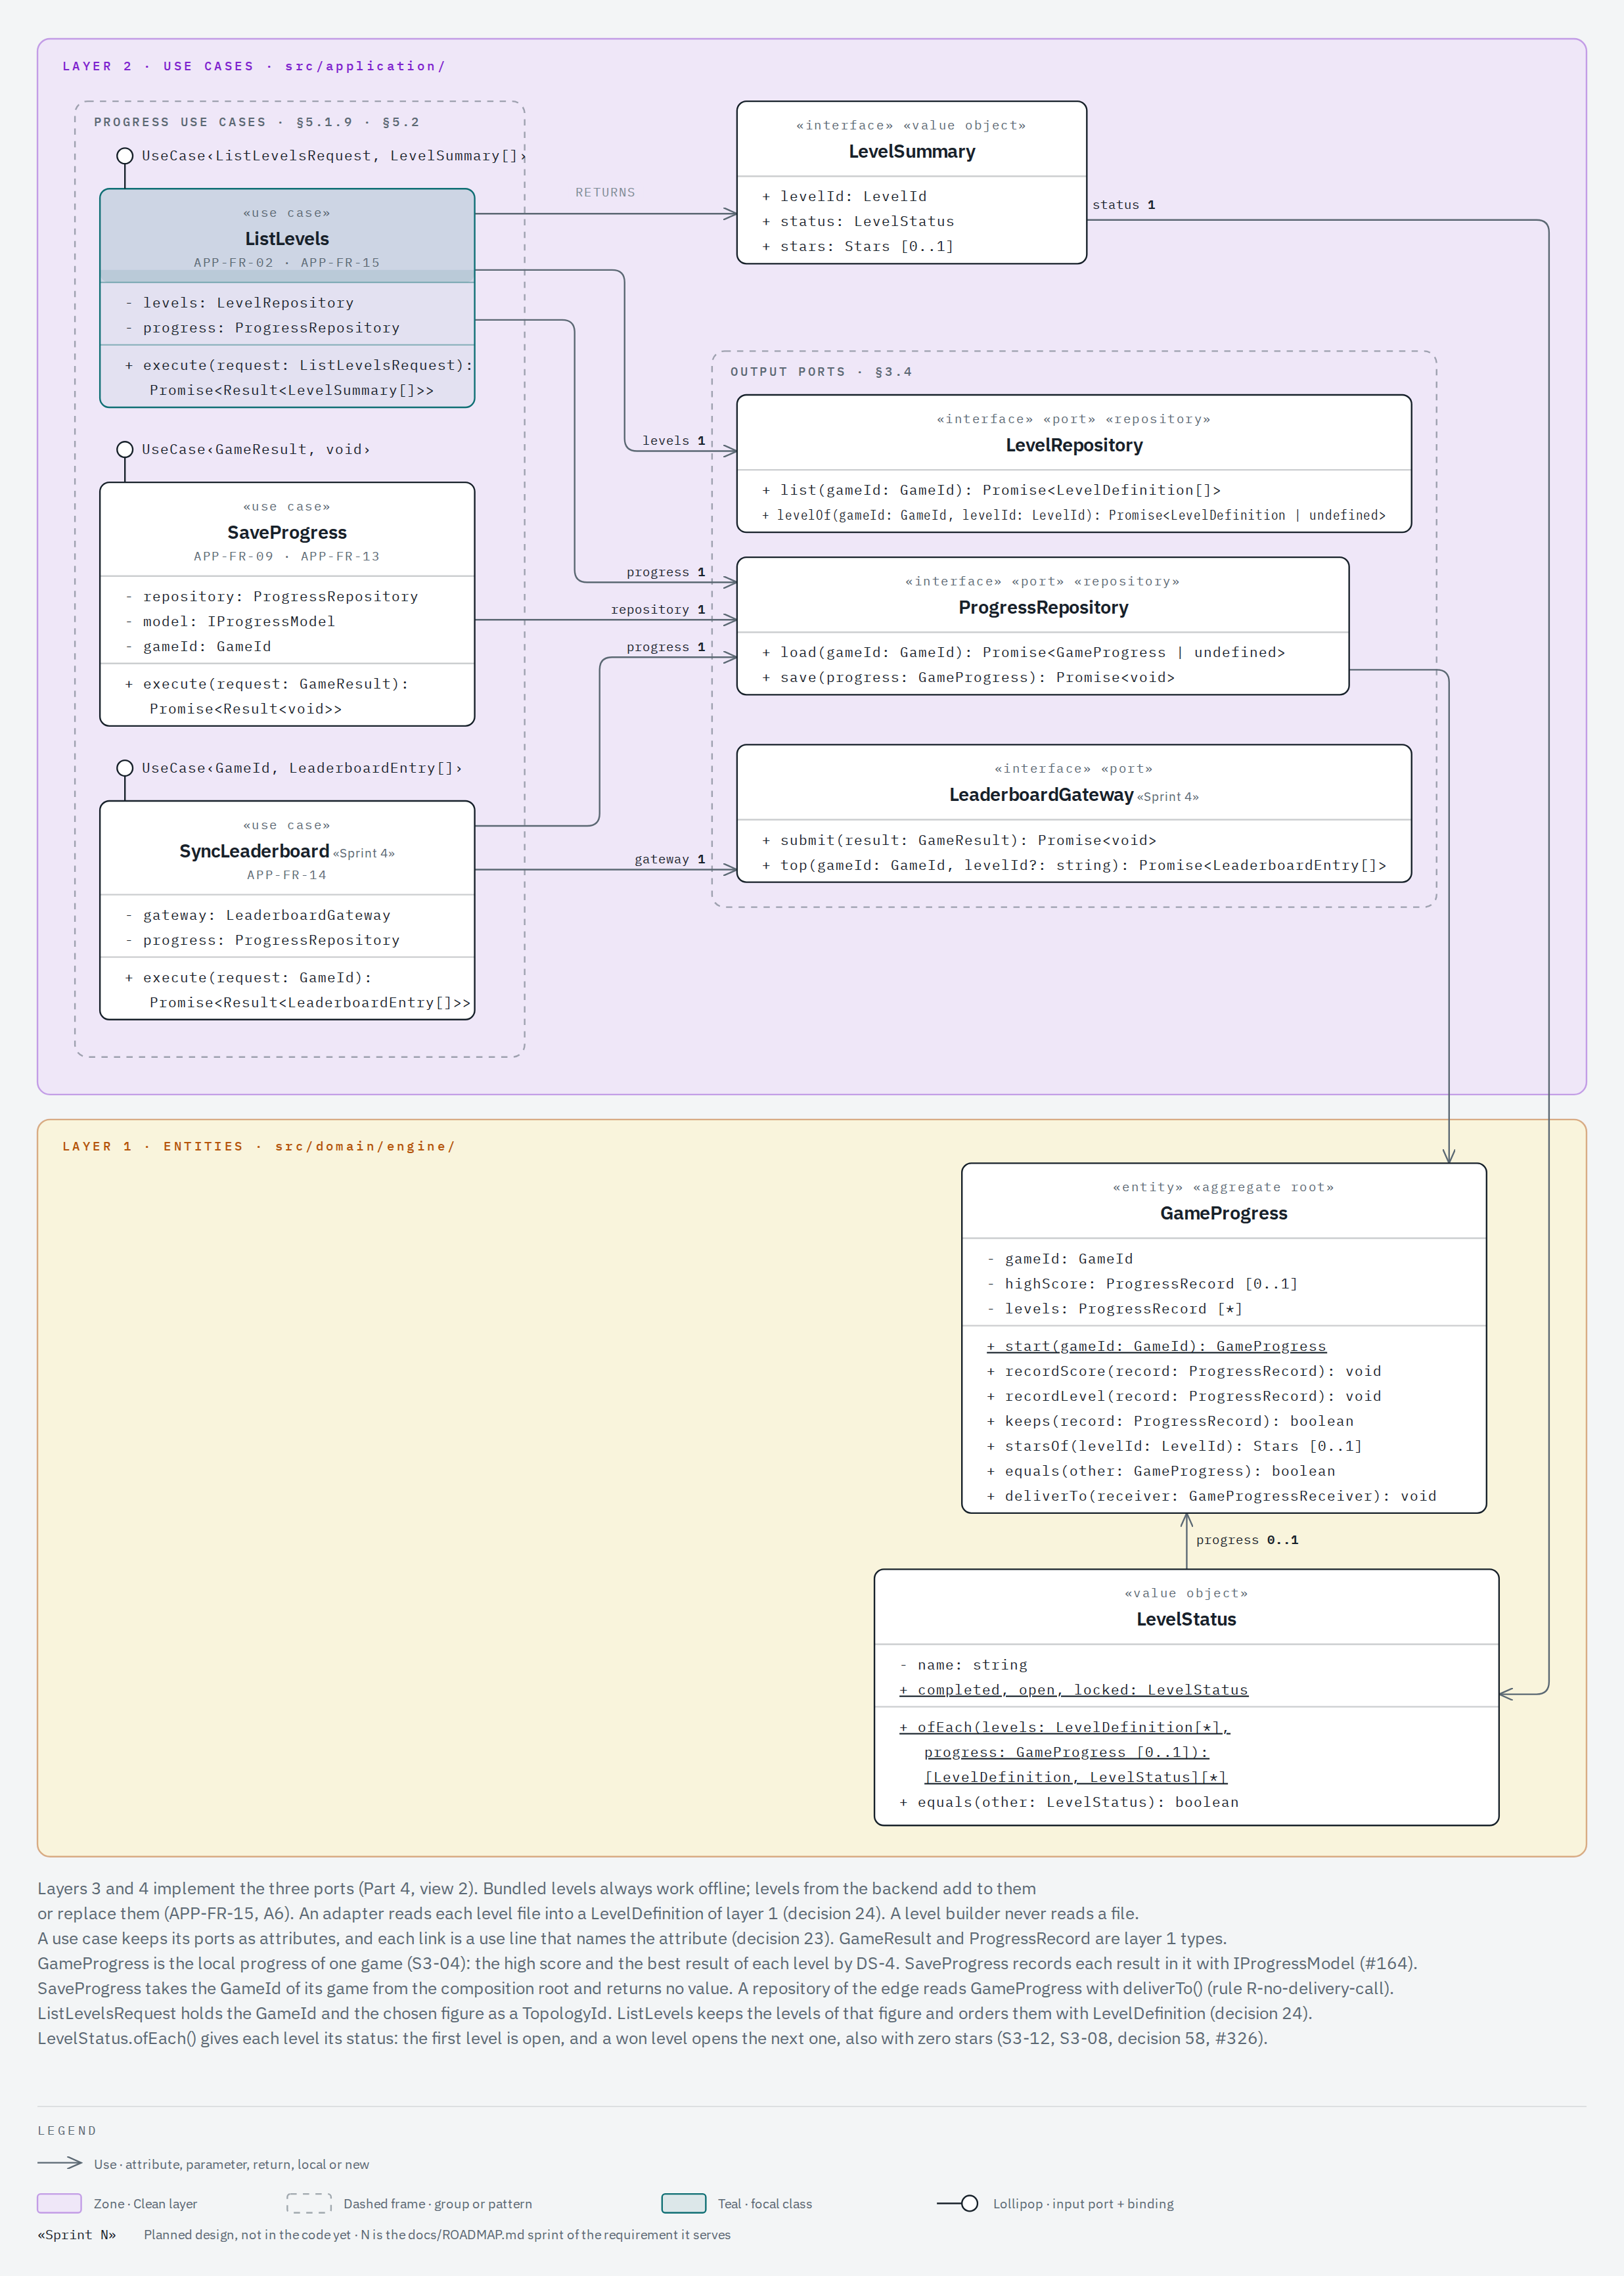 LAYER 2 · USE CASES · src/application/
PROGRESS USE CASES · §5.1.9 · §5.2
UseCase‹ListLevelsRequest, LevelSummary[]›
«use case»
ListLevels
APP-FR-02 · APP-FR-15
- levels: LevelRepository
- progress: ProgressRepository
+ execute(request: ListLevelsRequest):
Promise<Result<LevelSummary[]>>
RETURNS
«interface» «value object»
LevelSummary
+ levelId: LevelId
+ status: LevelStatus
+ stars: Stars [0..1]
status 1
UseCase‹GameResult, void›
«use case»
SaveProgress
APP-FR-09 · APP-FR-13
- repository: ProgressRepository
- model: IProgressModel
- gameId: GameId
+ execute(request: GameResult):
Promise<Result<void>>
UseCase‹GameId, LeaderboardEntry[]›
«use case»
SyncLeaderboard «Sprint 4»
APP-FR-14
- gateway: LeaderboardGateway
- progress: ProgressRepository
+ execute(request: GameId):
Promise<Result<LeaderboardEntry[]>>
levels 1
progress 1
repository 1
progress 1
gateway 1
OUTPUT PORTS · §3.4
«interface» «port» «repository»
LevelRepository
+ list(gameId: GameId): Promise<LevelDefinition[]>
+ levelOf(gameId: GameId, levelId: LevelId): Promise<LevelDefinition | undefined>
«interface» «port» «repository»
ProgressRepository
+ load(gameId: GameId): Promise<GameProgress | undefined>
+ save(progress: GameProgress): Promise<void>
«interface» «port»
LeaderboardGateway «Sprint 4»
+ submit(result: GameResult): Promise<void>
+ top(gameId: GameId, levelId?: string): Promise<LeaderboardEntry[]>
LAYER 1 · ENTITIES · src/domain/engine/
«entity» «aggregate root»
GameProgress
- gameId: GameId
- highScore: ProgressRecord [0..1]
- levels: ProgressRecord [*]
+ start(gameId: GameId): GameProgress
+ recordScore(record: ProgressRecord): void
+ recordLevel(record: ProgressRecord): void
+ keeps(record: ProgressRecord): boolean
+ starsOf(levelId: LevelId): Stars [0..1]
+ equals(other: GameProgress): boolean
+ deliverTo(receiver: GameProgressReceiver): void
progress 0..1
«value object»
LevelStatus
- name: string
+ completed, open, locked: LevelStatus
+ ofEach(levels: LevelDefinition[*],
progress: GameProgress [0..1]):
[LevelDefinition, LevelStatus][*]
+ equals(other: LevelStatus): boolean
Layers 3 and 4 implement the three ports (Part 4, view 2). Bundled levels always work offline; levels from the backend add to them
or replace them (APP-FR-15, A6). An adapter reads each level file into a LevelDefinition of layer 1 (decision 24). A level builder never reads a file.
A use case keeps its ports as attributes, and each link is a use line that names the attribute (decision 23). GameResult and ProgressRecord are layer 1 types.
GameProgress is the local progress of one game (S3-04): the high score and the best result of each level by DS-4. SaveProgress records each result in it with IProgressModel (#164).
SaveProgress takes the GameId of its game from the composition root and returns no value. A repository of the edge reads GameProgress with deliverTo() (rule R-no-delivery-call).
ListLevelsRequest holds the GameId and the chosen figure as a TopologyId. ListLevels keeps the levels of that figure and orders them with LevelDefinition (decision 24).
LevelStatus.ofEach() gives each level its status: the first level is open, and a won level opens the next one, also with zero stars (S3-12, S3-08, decision 58, #326).
LEGEND
Use · attribute, parameter, return, local or new
Zone · Clean layer
Dashed frame · group or pattern
Teal · focal class
Lollipop · input port + binding
«Sprint N» Planned design, not in the code yet · N is the docs/ROADMAP.md sprint of the requirement it serves